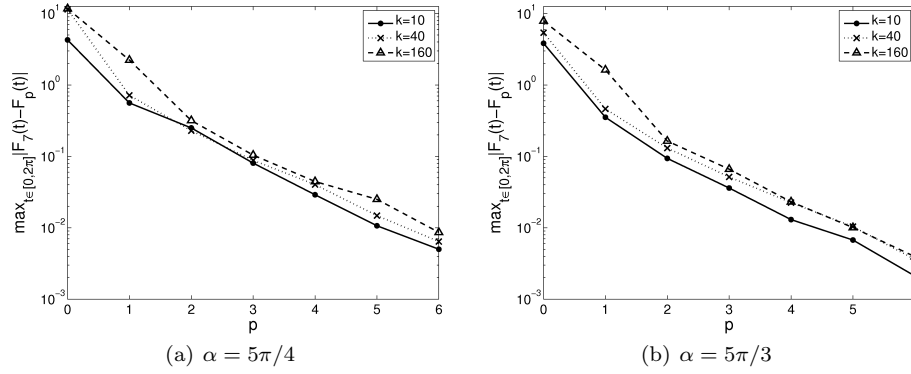 10^1
10^0
10^-1
10^-2
10^-3
max_{t∈[0,2π]}|F_7(t)−F_p(t)|
0 1 2 3 4 5 6
p
k=10
k=40
k=160
(a) α = 5π/4
10^1
10^0
10^-1
10^-2
10^-3
max_{t∈[0,2π]}|F_7(t)−F_p(t)|
0 1 2 3 4 5
p
k=10
k=40
k=160
(b) α = 5π/3